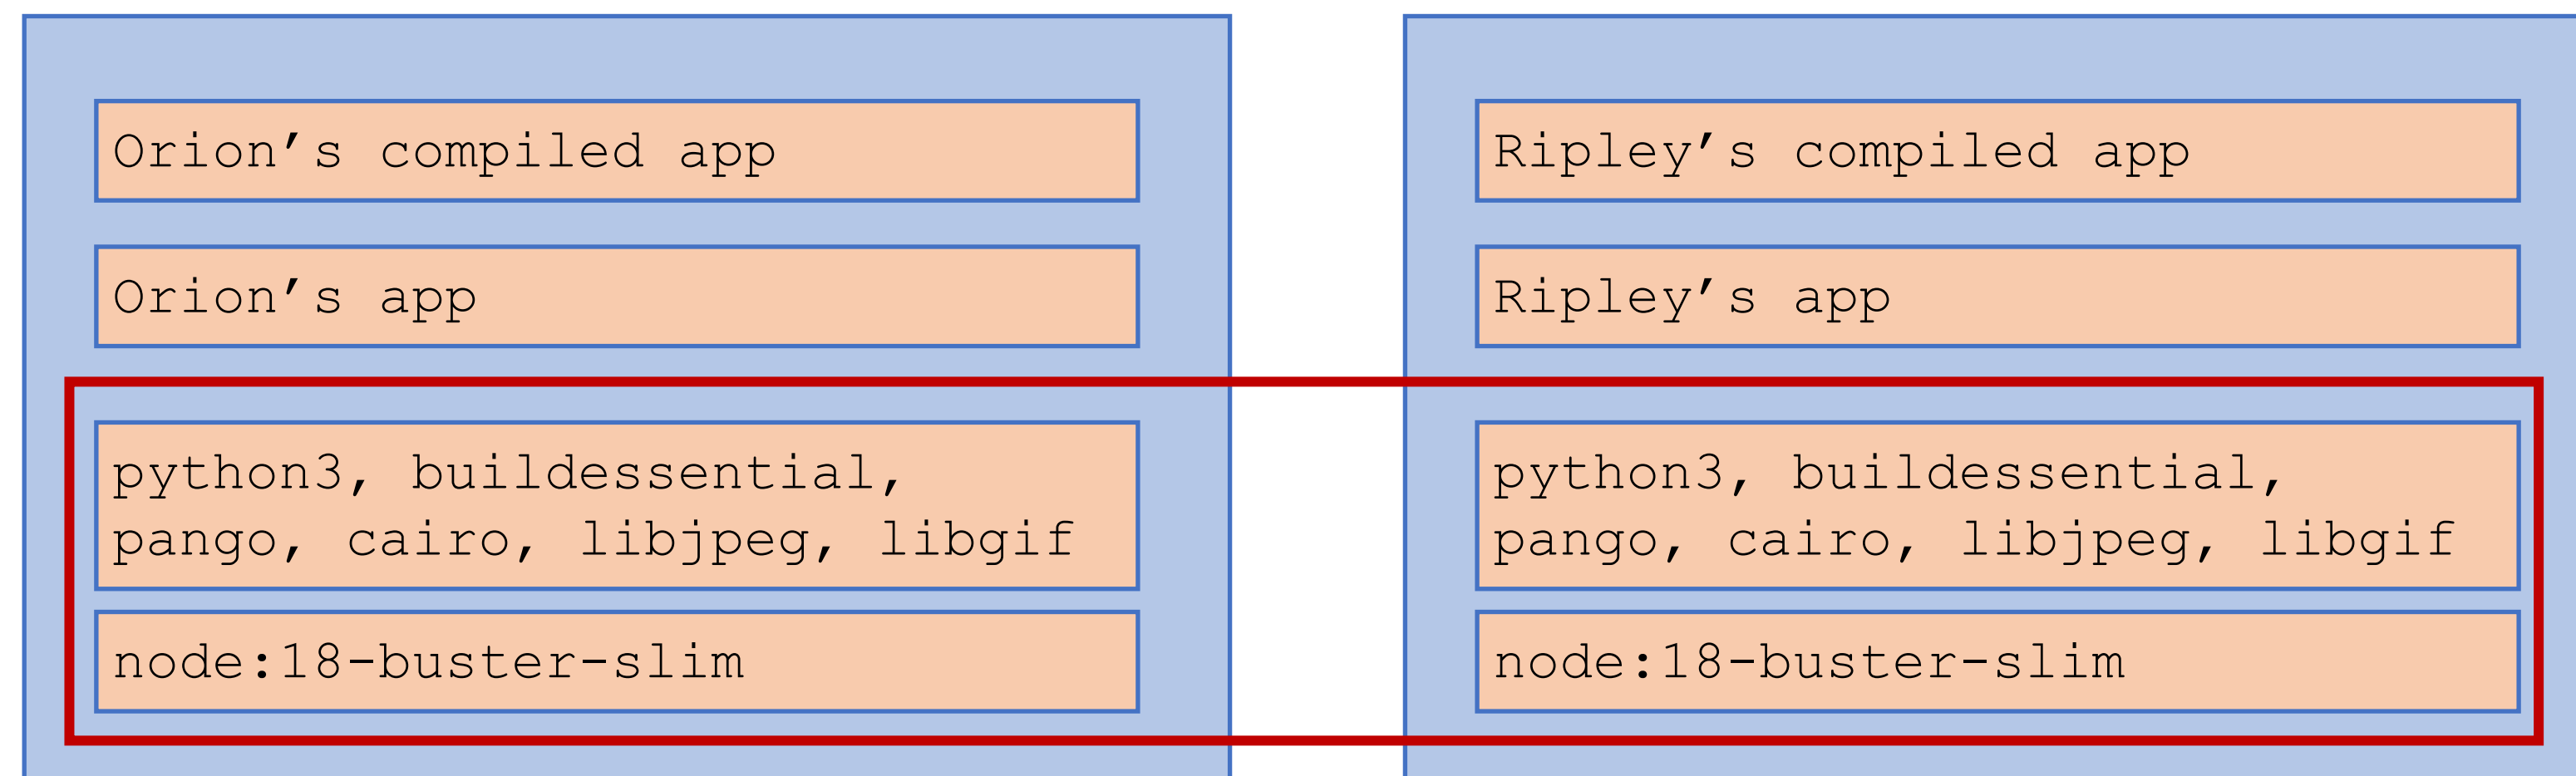 Orion’s compiled app
Orion’s app
python3, buildessential,
pango, cairo, libjpeg, libgif
node:18-buster-slim
Ripley’s compiled app
Ripley’s app
python3, buildessential,
pango, cairo, libjpeg, libgif
node:18-buster-slim